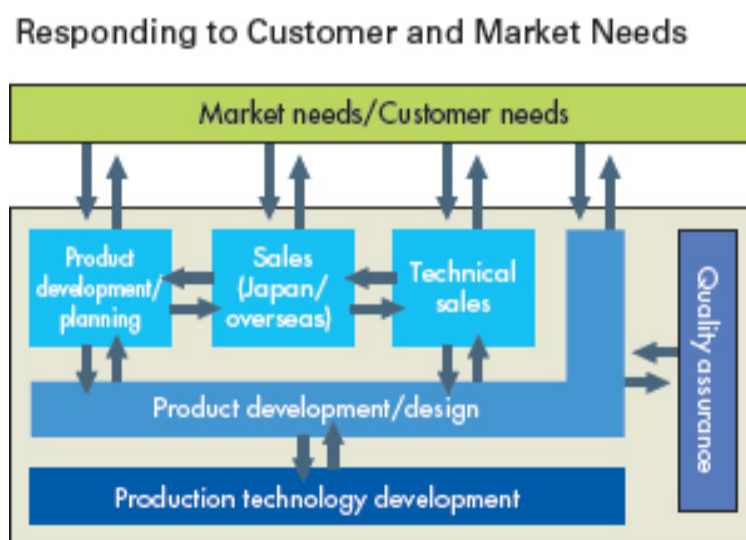 Responding to Customer and Market Needs
Market needs/Customer needs
Product
development/
planning
Sales
(Japan/
overseas)
Technical
sales
Quality assurance
Product development/design
Production technology development